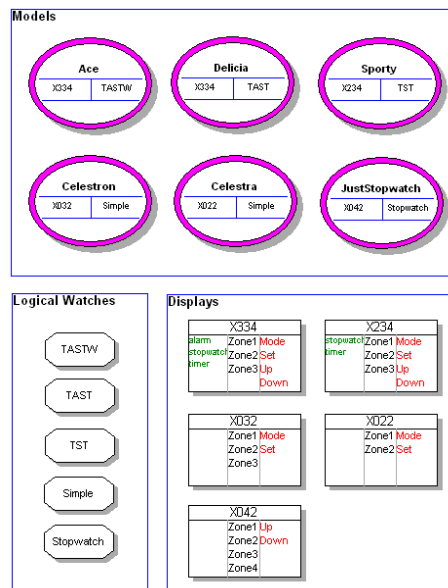 Models
Ace
X334 TASTW
Delicia
X334 TAST
Sporty
X234 TST
Celestron
X032 Simple
Celestra
X022 Simple
JustStopwatch
X042 Stopwatch
Logical Watches
TASTW
TAST
TST
Simple
Stopwatch
Displays
X334
alarm Zone1 Mode
stopwatch Zone2 Set
timer Zone3 Up
Down
X234
stopwatch Zone1 Mode
timer Zone2 Set
Zone3 Up
Down
X032
Zone1 Mode
Zone2 Set
Zone3
X022
Zone1 Mode
Zone2 Set
X042
Zone1 Up
Zone2 Down
Zone3
Zone4